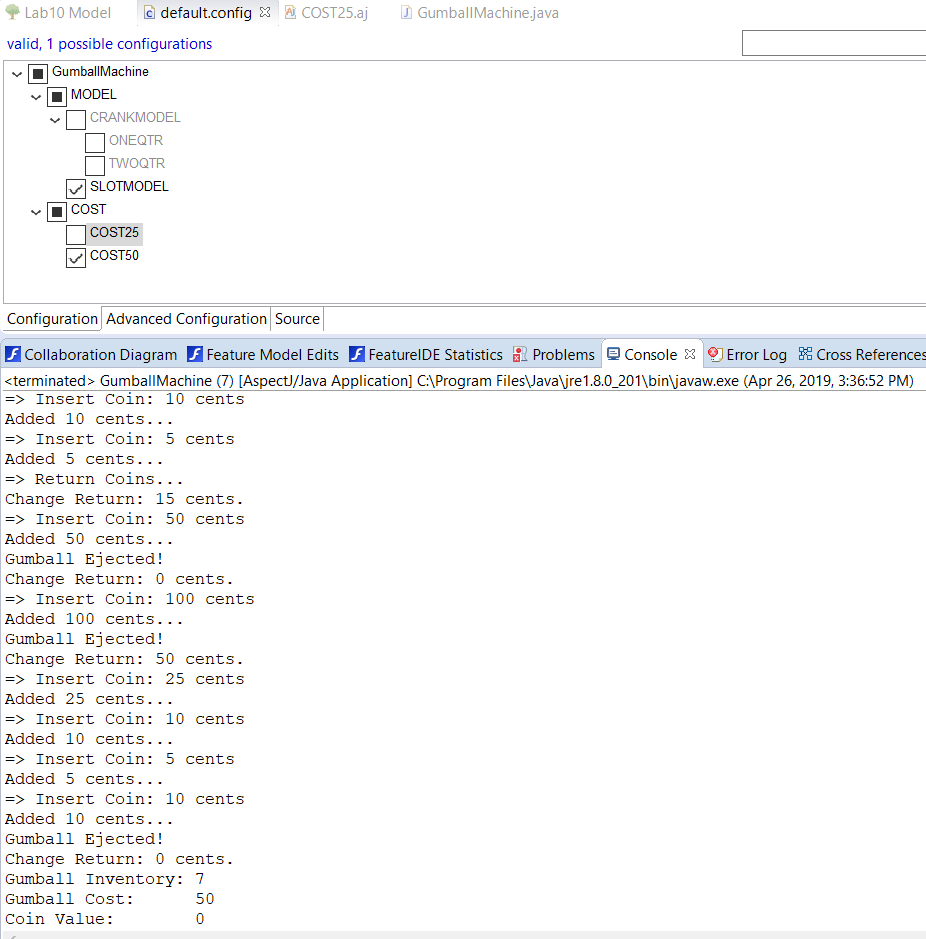 Lab10 Model default.config COST25.aj GumballMachine.java
valid, 1 possible configurations
GumballMachine
MODEL
CRANKMODEL
ONEQTR
TWOQTR
SLOTMODEL
COST
COST25
COST50
Configuration Advanced Configuration Source
Collaboration Diagram Feature Model Edits FeatureIDE Statistics Problems Console Error Log Cross References
<terminated> GumballMachine (7) [AspectJ/Java Application] C:\Program Files\Java\jre1.8.0_201\bin\javaw.exe (Apr 26, 2019, 3:36:52 PM)
=> Insert Coin: 10 cents
Added 10 cents...
=> Insert Coin: 5 cents
Added 5 cents...
=> Return Coins...
Change Return: 15 cents.
=> Insert Coin: 50 cents
Added 50 cents...
Gumball Ejected!
Change Return: 0 cents.
=> Insert Coin: 100 cents
Added 100 cents...
Gumball Ejected!
Change Return: 50 cents.
=> Insert Coin: 25 cents
Added 25 cents...
=> Insert Coin: 10 cents
Added 10 cents...
=> Insert Coin: 5 cents
Added 5 cents...
=> Insert Coin: 10 cents
Added 10 cents...
Gumball Ejected!
Change Return: 0 cents.
Gumball Inventory: 7
Gumball Cost: 50
Coin Value: 0